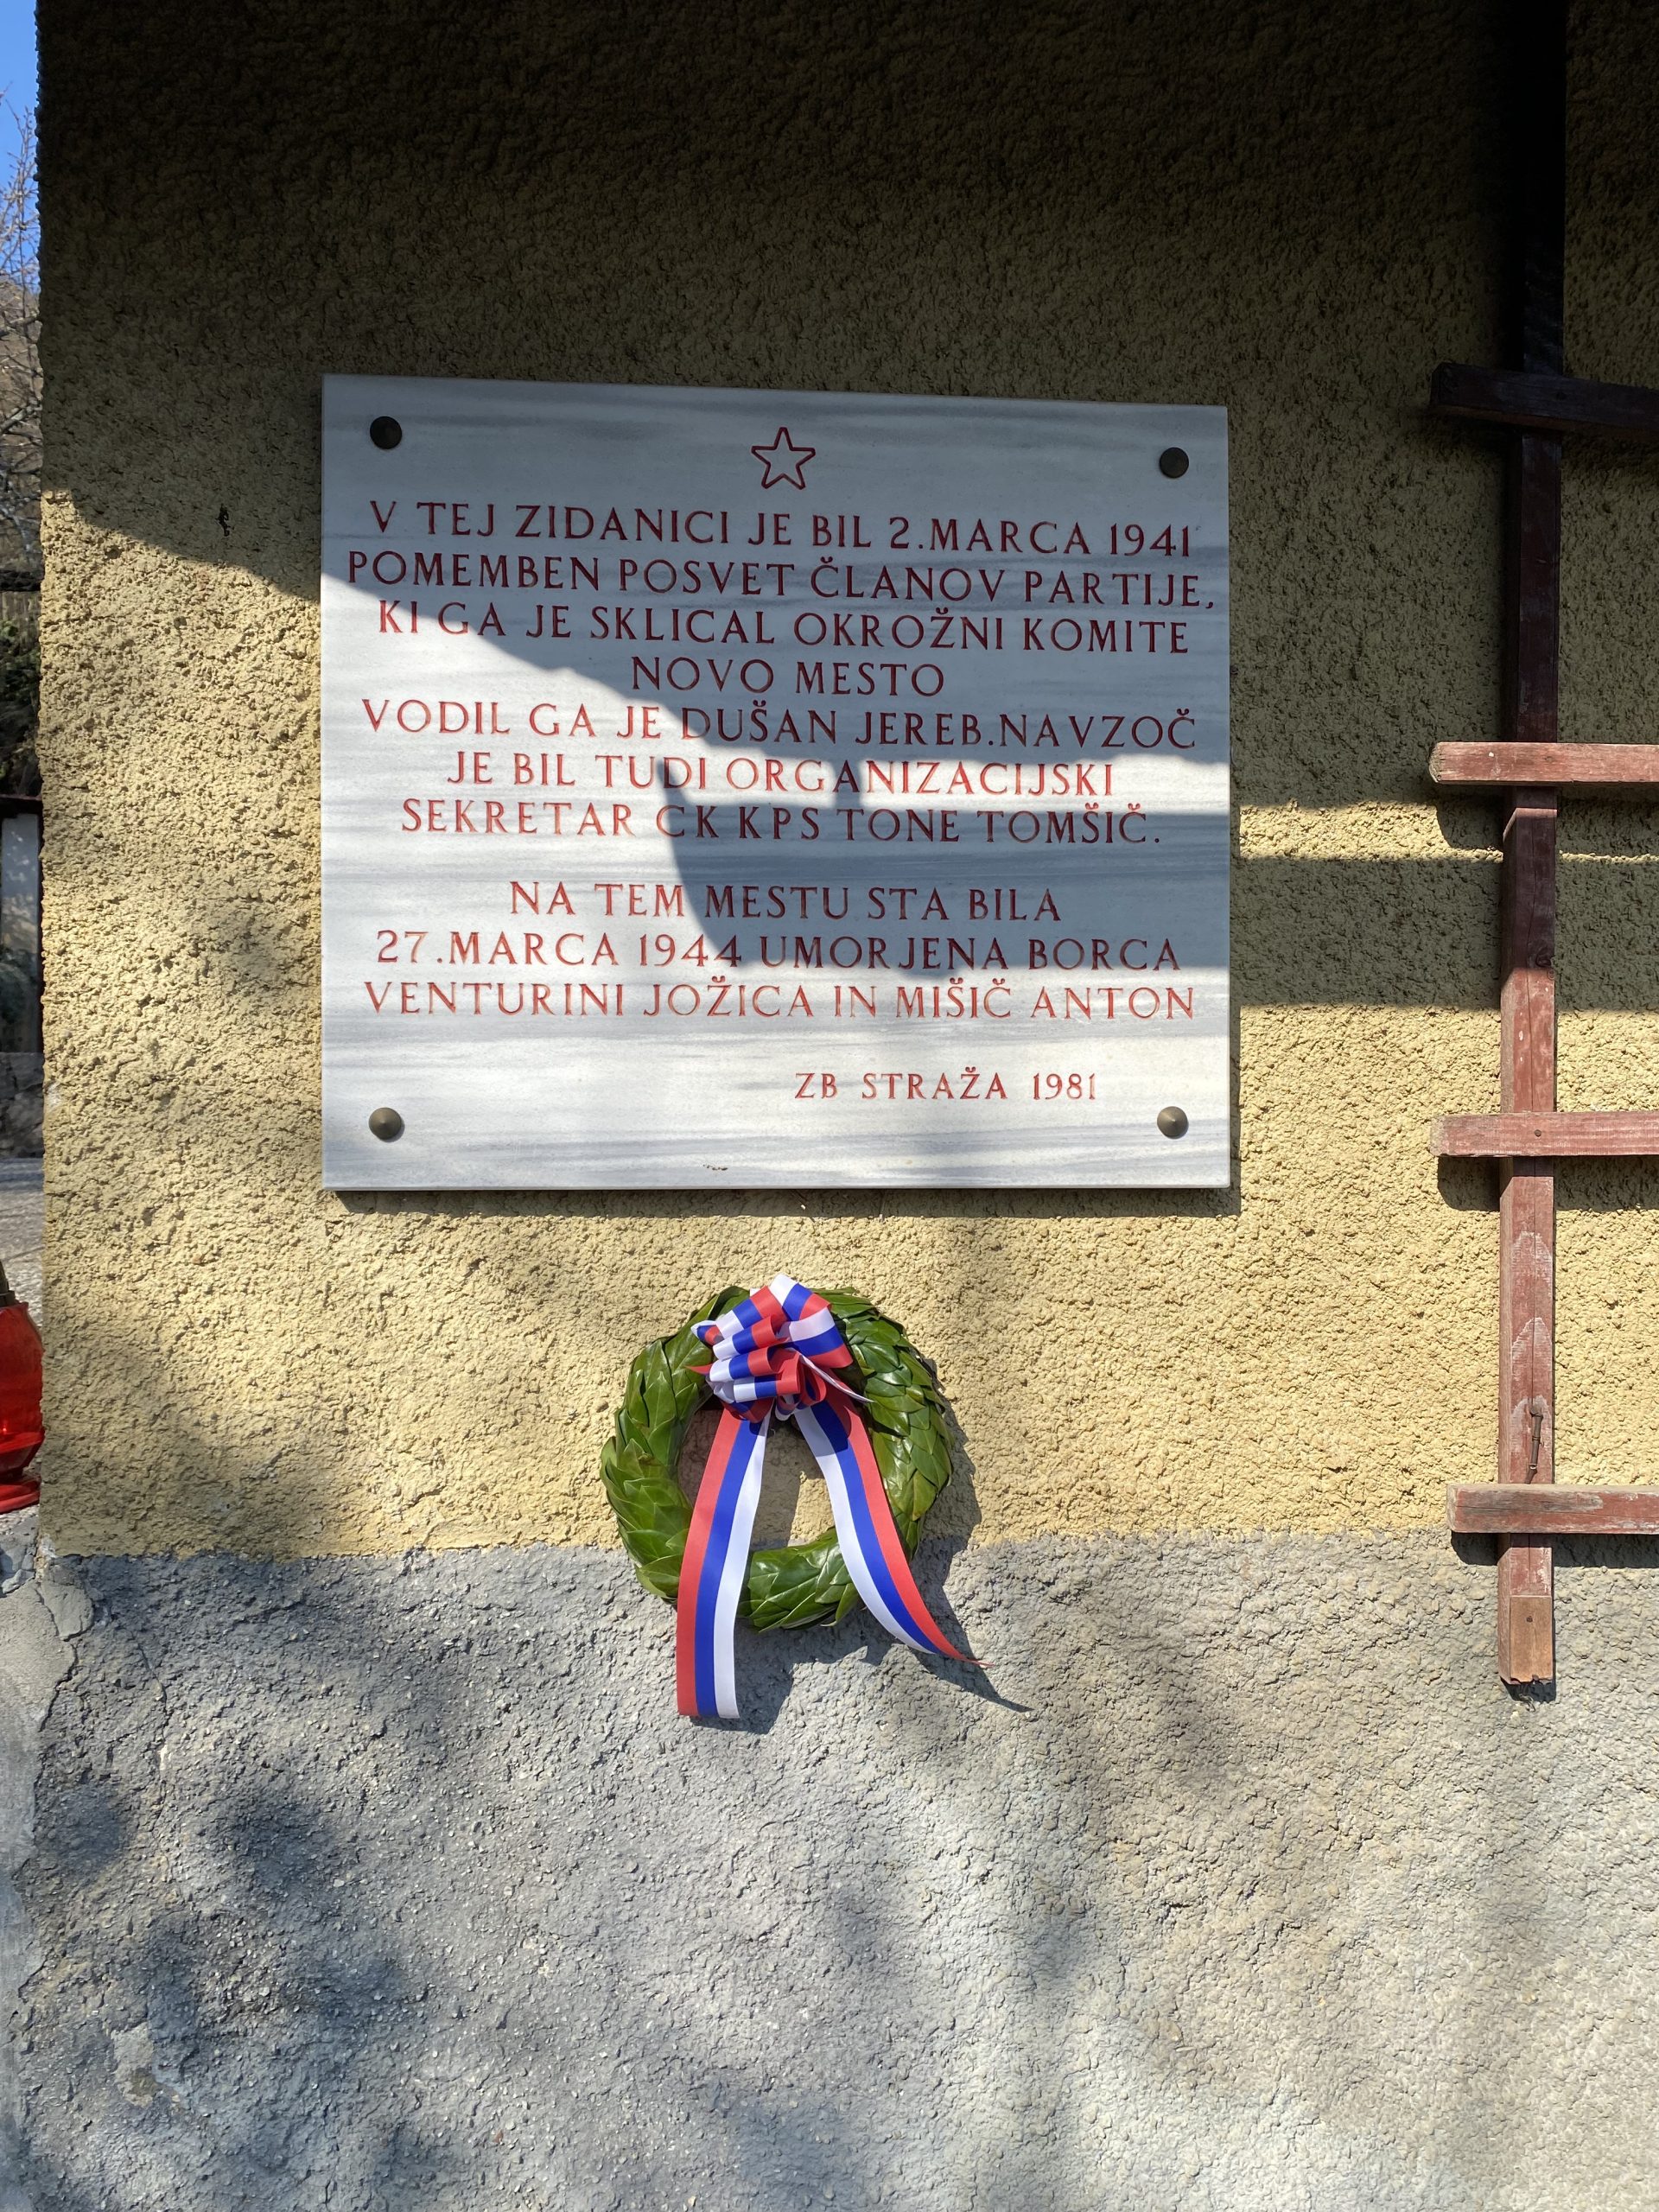 V TEJ ZIDANICI JE BIL 2.MARCA 1941
POMEMBEN POSVET ČLANOV PARTIJE,
KI GA JE SKLICAL OKROŽNI KOMITE
NOVO MESTO
VODIL GA JE DUŠAN JEREB.NAVZOČ
JE BIL TUDI ORGANIZACIJSKI
SEKRETAR CK KPS TONE TOMŠIČ.
NA TEM MESTU STA BILA
27.MARCA 1944 UMORJENA BORCA
VENTURINI JOŽICA IN MIŠIČ ANTON
ZB STRAŽA 1981